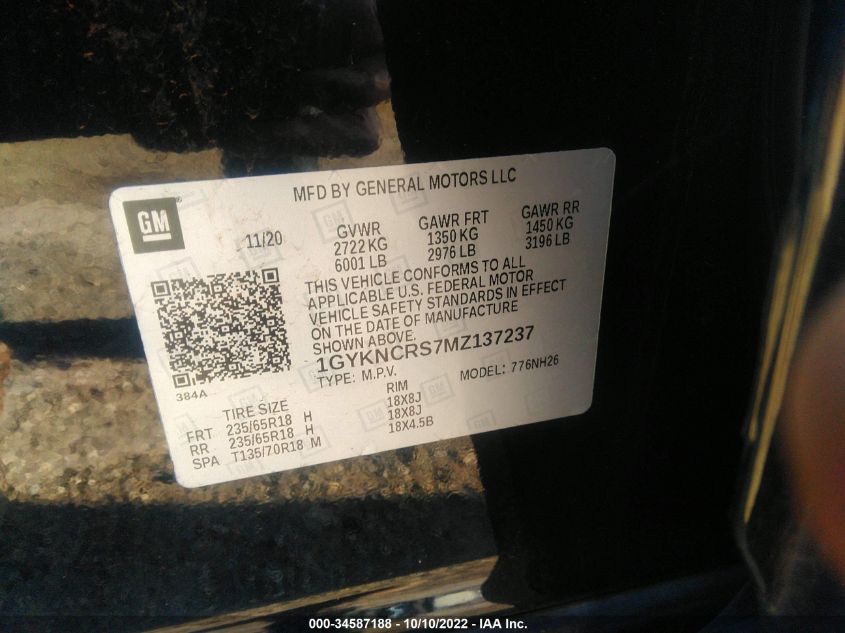 MFD BY GENERAL MOTORS LLC
GM
11/20
GVWR GAWR FRT GAWR RR
2722 KG 1350 KG 1450 KG
6001 LB 2976 LB 3196 LB
THIS VEHICLE CONFORMS TO ALL
APPLICABLE U.S. FEDERAL MOTOR
VEHICLE SAFETY STANDARDS IN EFFECT
ON THE DATE OF MANUFACTURE
SHOWN ABOVE.
1GYKNCRS7MZ137237
TYPE: M.P.V. MODEL: 776NH26
384A
TIRE SIZE RIM
FRT 235/65R18 H 18X8J
RR 235/65R18 H 18X8J
SPA T135/70R18 M 18X4.5B
000-34587188 - 10/10/2022 - IAA Inc.